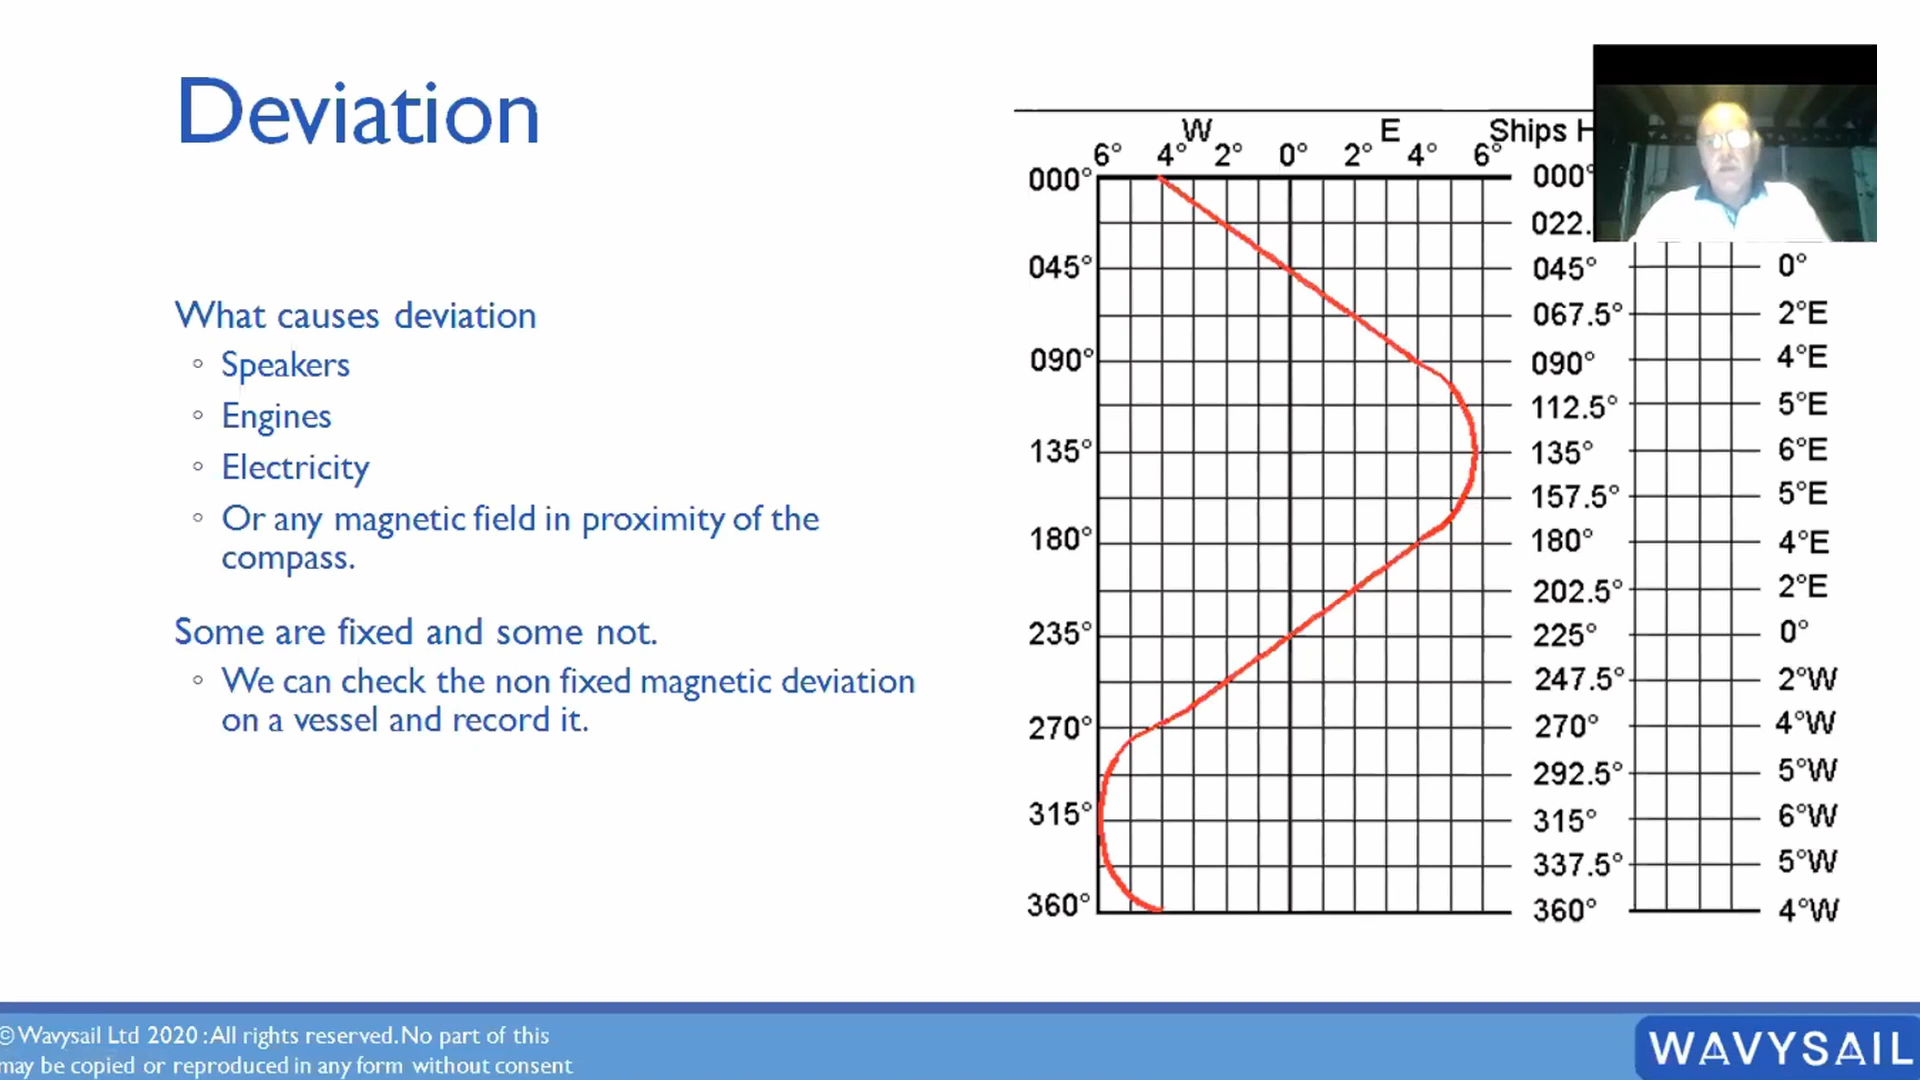 Deviation
What causes deviation
◦ Speakers
◦ Engines
◦ Electricity
◦ Or any magnetic field in proximity of the
compass.
Some are fixed and some not.
◦ We can check the non fixed magnetic deviation
on a vessel and record it.
W E Ships H
6° 4° 2° 0° 2° 4° 6°
000° 000°
022.
045° 045° 0°
067.5° 2°E
090° 090° 4°E
112.5° 5°E
135° 135° 6°E
157.5° 5°E
180° 180° 4°E
202.5° 2°E
235° 225° 0°
247.5° 2°W
270° 270° 4°W
292.5° 5°W
315° 315° 6°W
337.5° 5°W
360° 360° 4°W
© Wavysail Ltd 2020 : All rights reserved. No part of this
may be copied or reproduced in any form without consent
WAVYSAIL